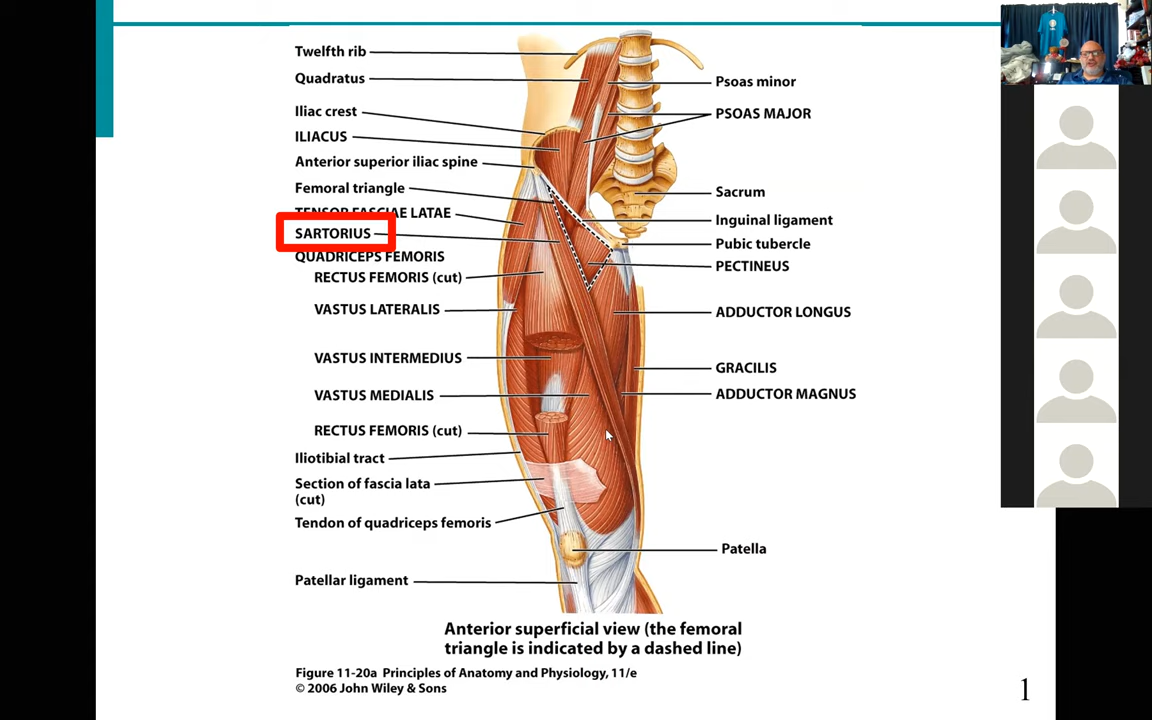 Twelfth rib
Quadratus
Iliac crest
ILIACUS
Anterior superior iliac spine
Femoral triangle
TENSOR FASCIAE LATAE
SARTORIUS
QUADRICEPS FEMORIS
RECTUS FEMORIS (cut)
VASTUS LATERALIS
VASTUS INTERMEDIUS
VASTUS MEDIALIS
RECTUS FEMORIS (cut)
Iliotibial tract
Section of fascia lata
(cut)
Tendon of quadriceps femoris
Patellar ligament
Psoas minor
PSOAS MAJOR
Sacrum
Inguinal ligament
Pubic tubercle
PECTINEUS
ADDUCTOR LONGUS
GRACILIS
ADDUCTOR MAGNUS
Patella
Anterior superficial view (the femoral
triangle is indicated by a dashed line)
Figure 11-20a Principles of Anatomy and Physiology, 11/e
© 2006 John Wiley & Sons
1